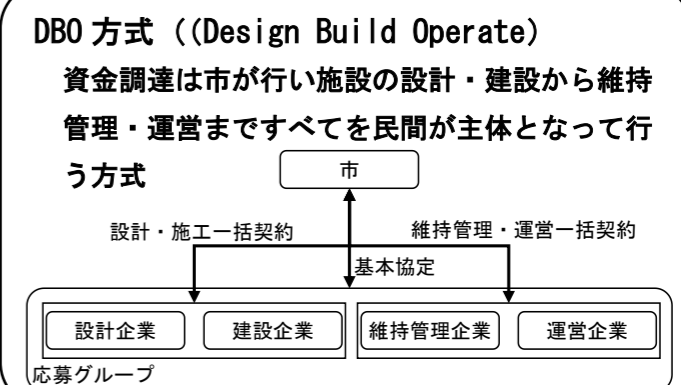 DBO 方式 ((Design Build Operate)
資金調達は市が行い施設の設計・建設から維持
管理・運営まですべてを民間が主体となって行
う方式
市
設計・施工一括契約
維持管理・運営一括契約
基本協定
設計企業
建設企業
維持管理企業
運営企業
応募グループ